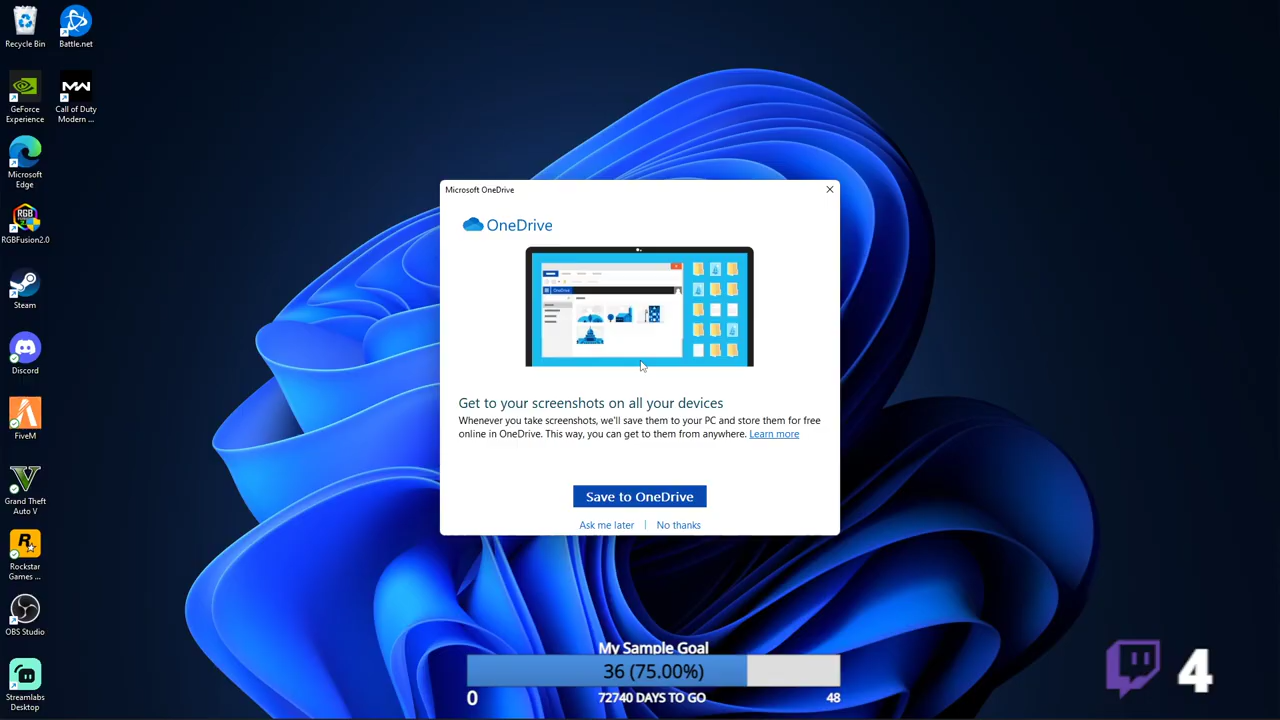 Recycle Bin
Battle.net
GeForce
Experience
Call of Duty
Modern ...
Microsoft
Edge
RGB
RGBFusion2.0
Steam
Discord
FiveM
Grand Theft
Auto V
Rockstar
Games ...
OBS Studio
Streamlabs
Desktop
Microsoft OneDrive
OneDrive
OneDrive
Get to your screenshots on all your devices
Whenever you take screenshots, we'll save them to your PC and store them for free
online in OneDrive. This way, you can get to them from anywhere. Learn more
Save to OneDrive
Ask me later | No thanks
My Sample Goal
36 (75.00%)
0 72740 DAYS TO GO 48
4